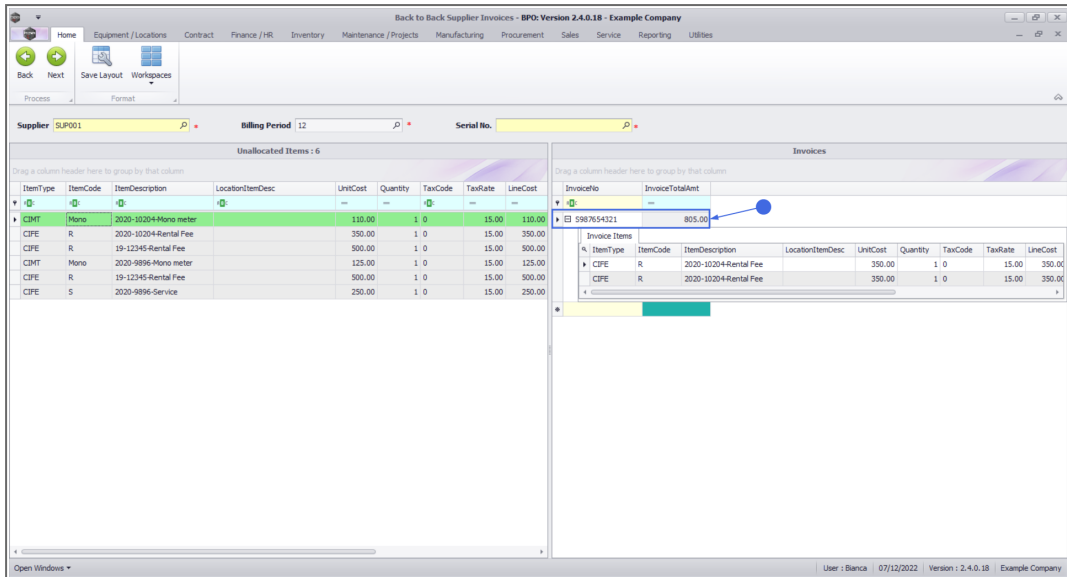 Back to Back Supplier Invoices - BPO: Version 2.4.0.18 - Example Company
Home Equipment / Locations Contract Finance / HR Inventory Maintenance / Projects Manufacturing Procurement Sales Service Reporting Utilities
Back Next Save Layout Workspaces
Process Format
Supplier SUP001 * Billing Period 12 * Serial No. *
Unallocated Items : 6
Drag a column header here to group by that column
ItemType ItemCode ItemDescription LocationItemDesc UnitCost Quantity TaxCode TaxRate LineCost
CIMT Mono 2020-10204-Mono meter 110.00 1 0 15.00 110.00
CIFE R 2020-10204-Rental Fee 350.00 1 0 15.00 350.00
CIFE R 19-12345-Rental Fee 500.00 1 0 15.00 500.00
CIMT Mono 2020-9896-Mono meter 125.00 1 0 15.00 125.00
CIFE R 19-12345-Rental Fee 500.00 1 0 15.00 500.00
CIFE S 2020-9896-Service 250.00 1 0 15.00 250.00
Invoices
Drag a column header here to group by that column
InvoiceNo InvoiceTotalAmt
S987654321 805.00
Invoice Items
ItemType ItemCode ItemDescription LocationItemDesc UnitCost Quantity TaxCode TaxRate LineCost
CIFE R 2020-10204-Rental Fee 350.00 1 0 15.00 350.00
CIFE R 2020-10204-Rental Fee 350.00 1 0 15.00 350.00
Open Windows User : Bianca 07/12/2022 Version : 2.4.0.18 Example Company